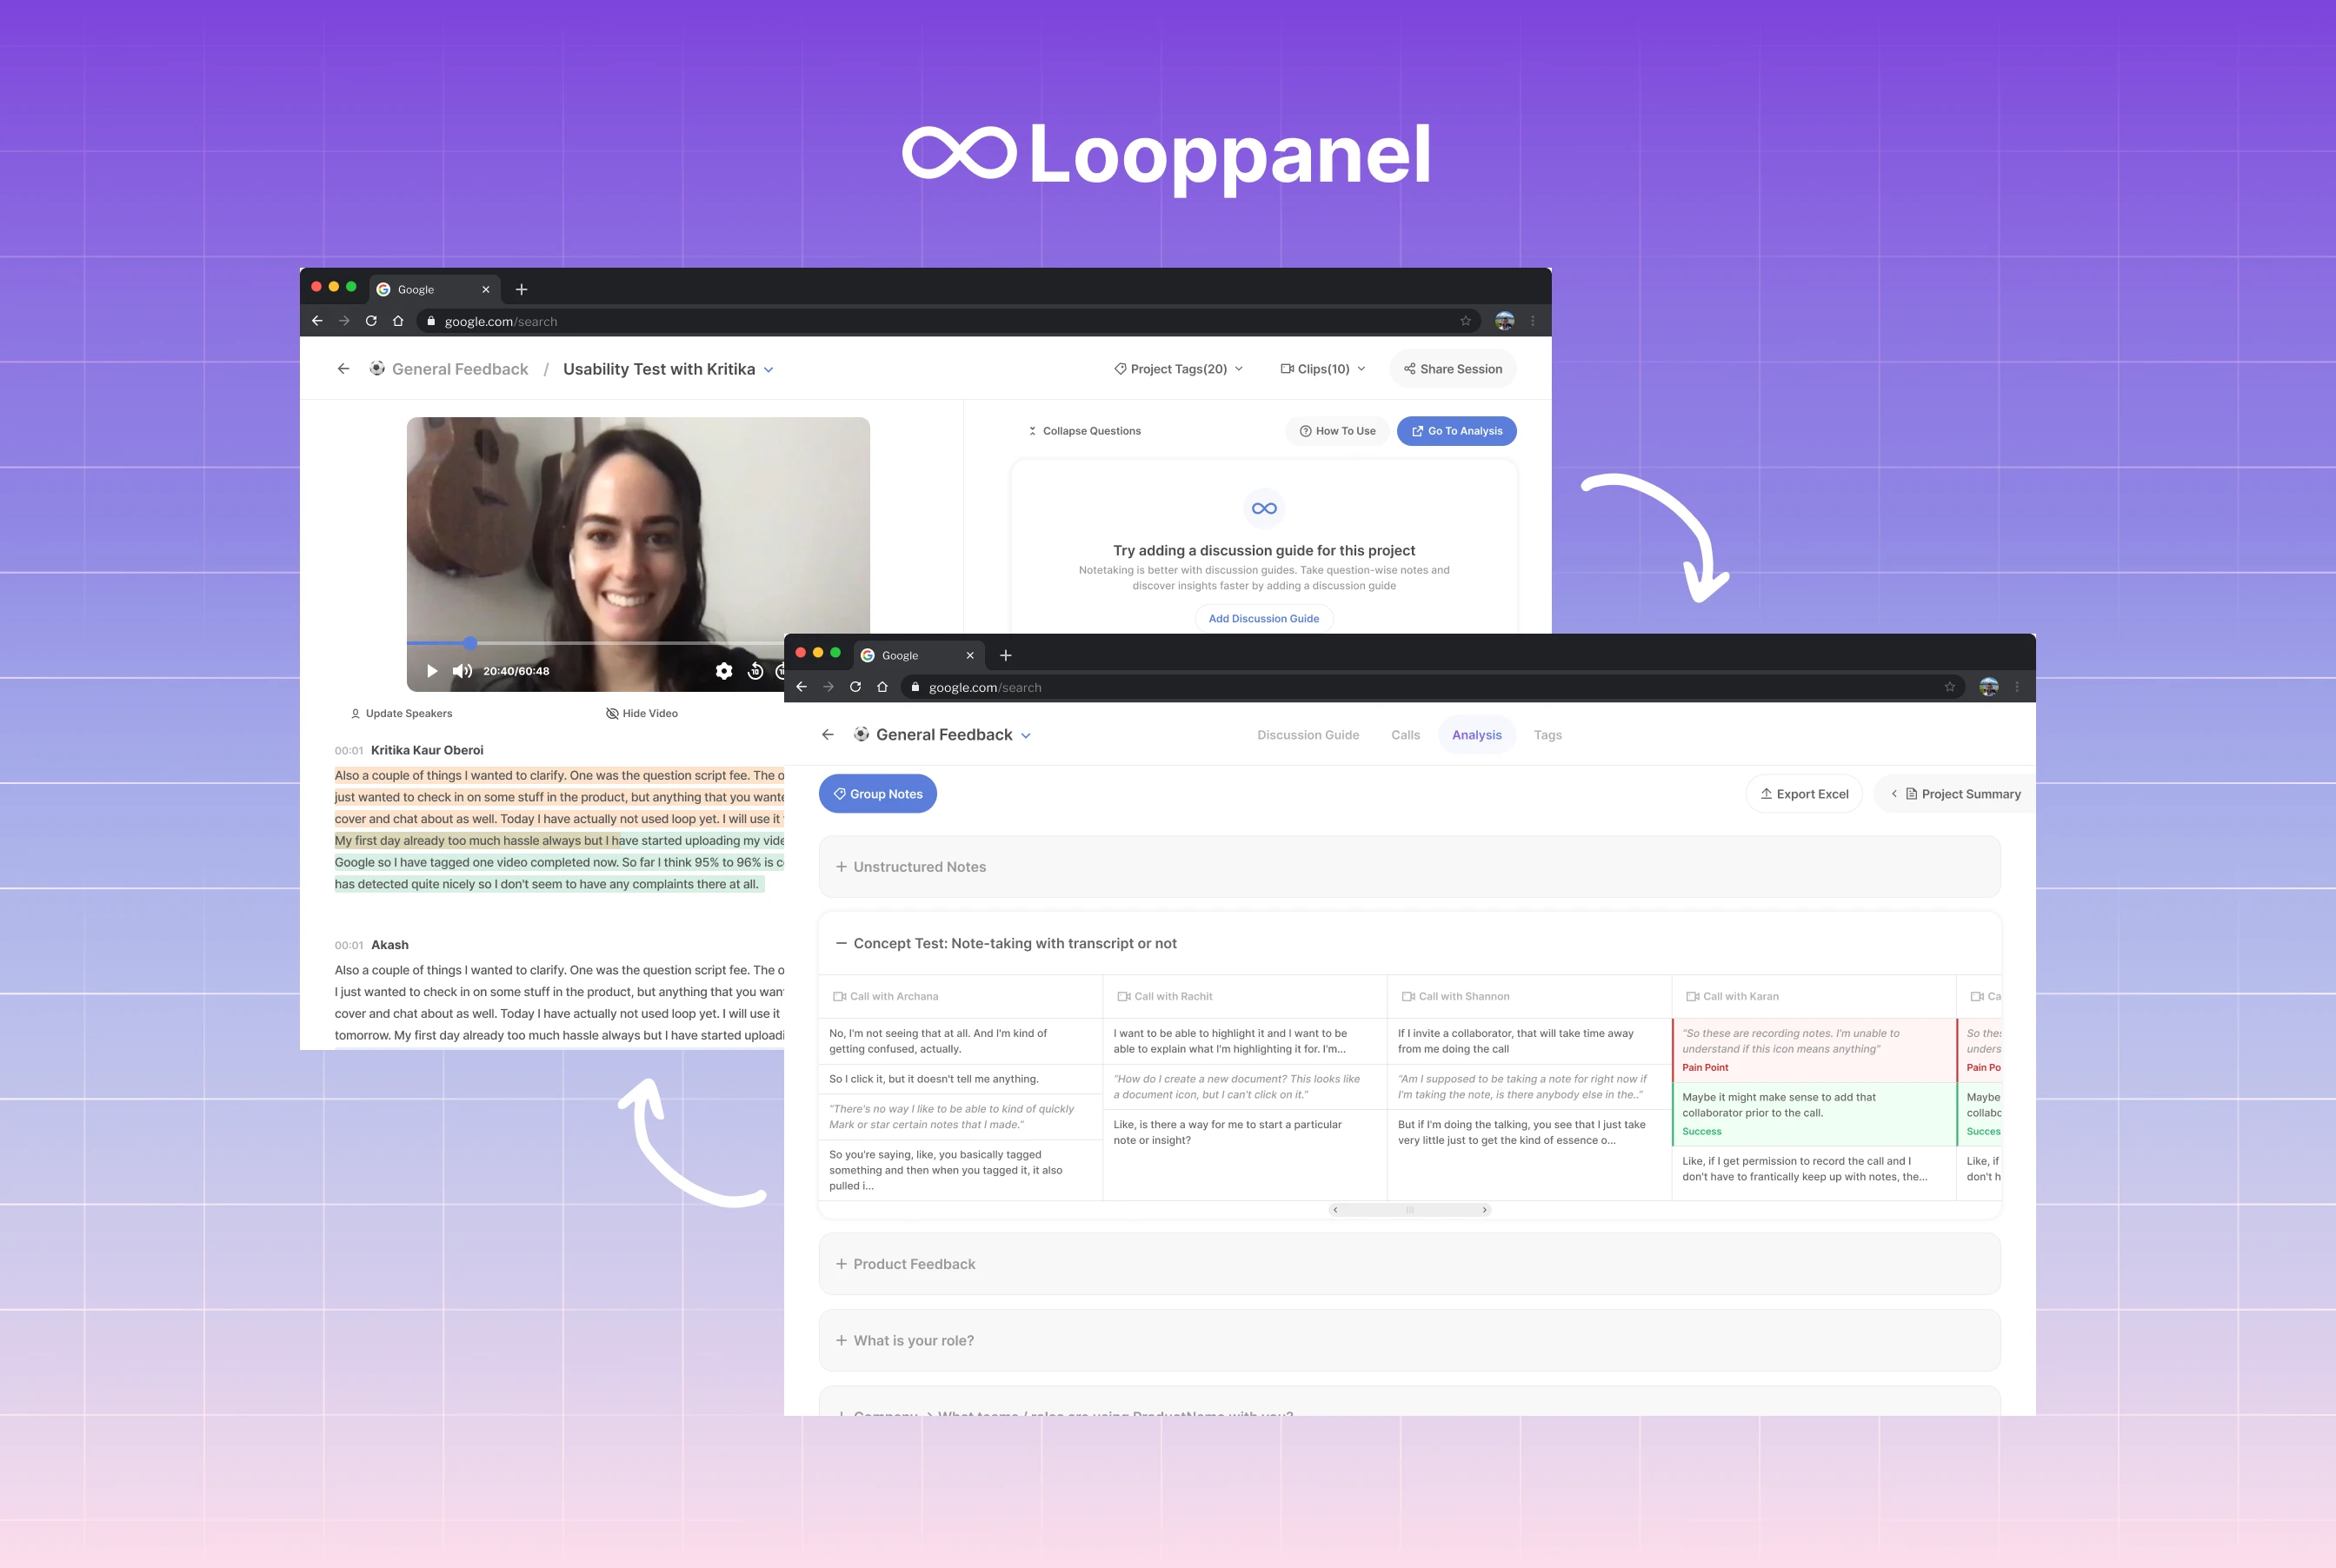 Looppanel
Google
google.com/search
General Feedback / Usability Test with Kritika
Project Tags(20)
Clips(10)
Share Session
Collapse Questions
How To Use
Go To Analysis
Try adding a discussion guide for this project
Notetaking is better with discussion guides. Take question-wise notes and
discover insights faster by adding a discussion guide
Add Discussion Guide
20:40/60:48
10
Update Speakers
Hide Video
00:01 Kritika Kaur Oberoi
Also a couple of things I wanted to clarify. One was the question script fee. The
just wanted to check in on some stuff in the product, but anything that you
cover and chat about as well. Today I have actually not used loop yet. I will use it
My first day already too much hassle always but I have started uploading my
Google so I have tagged one video completed now. So far I think 95% to 96% is
has detected quite nicely so I don't seem to have any complaints there at all.
00:01 Akash
Also a couple of things I wanted to clarify. One was the question script fee. The
I just wanted to check in on some stuff in the product, but anything that you
cover and chat about as well. Today I have actually not used loop yet. I will use it
tomorrow. My first day already too much hassle always but I have started
Google
google.com/search
General Feedback
Discussion Guide
Calls
Analysis
Tags
Group Notes
Export Excel
Project Summary
Unstructured Notes
Concept Test: Note-taking with transcript or not
Call with Archana
No, I'm not seeing that at all. And I'm kind of
getting confused, actually.
So I click it, but it doesn't tell me anything.
"There's no way I like to be able to kind of quickly
Mark or star certain notes that I made."
So you're saying, like, you basically tagged
something and then when you tagged it, it also
pulled i...
Call with Rachit
I want to be able to highlight it and I want to be
able to explain what I'm highlighting it for. I'm...
"How do I create a new document? This looks like
a document icon, but I can't click on it."
Like, is there a way for me to start a particular
note or insight?
Call with Shannon
If I invite a collaborator, that will take time away
from me doing the call
"Am I supposed to be taking a note for right now if
I'm taking the note, is there anybody else in the.."
But if I'm doing the talking, you see that I just take
very little just to get the kind of essence o...
Call with Karan
"So these are recording notes. I'm unable to
understand if this icon means anything"
Pain Point
Maybe it might make sense to add that
collaborator prior to the call.
Success
Like, if I get permission to record the call and I
don't have to frantically keep up with notes, the...
Ca
So
Pain Po
Maybe
collabo
Succes
Like, if
don't h
Product Feedback
What is your role?